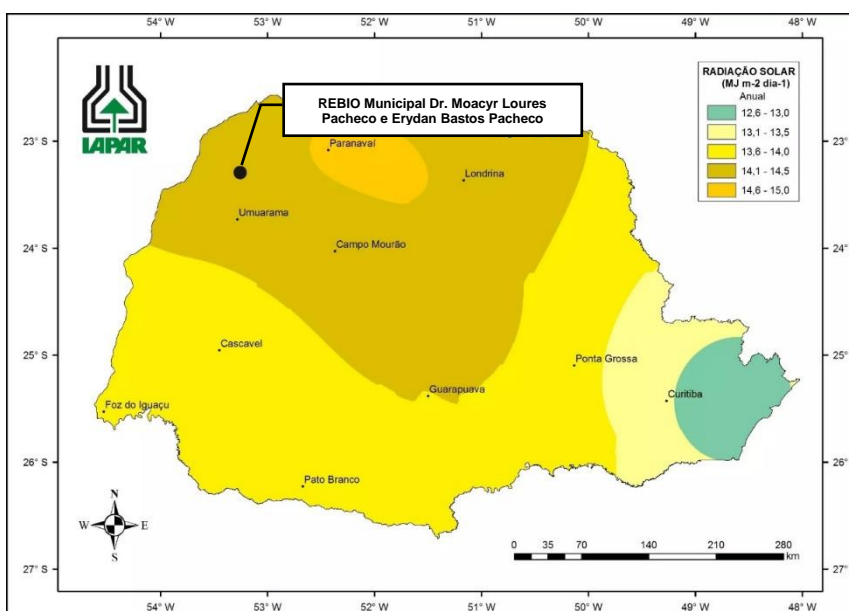 54° W
53° W
52° W
51° W
50° W
49° W
48° W
IAPAR
REBIO Municipal Dr. Moacyr Loures
Pacheco e Erydan Bastos Pacheco
RADIAÇÃO SOLAR
(MJ m-2 dia-1)
Anual
12,6 - 13,0
13,1 - 13,5
13,6 - 14,0
14,1 - 14,5
14,6 - 15,0
23° S
23° S
Paranavaí
Londrina
Umuarama
24° S
24° S
Campo Mourão
Cascavel
25° S
25° S
Ponta Grossa
Guarapuava
Curitiba
Foz do Iguaçu
26° S
26° S
Pato Branco
N
W
E
S
0 35 70 140 210 280
km
27° S
27° S
54° W
53° W
52° W
51° W
50° W
49° W
48° W